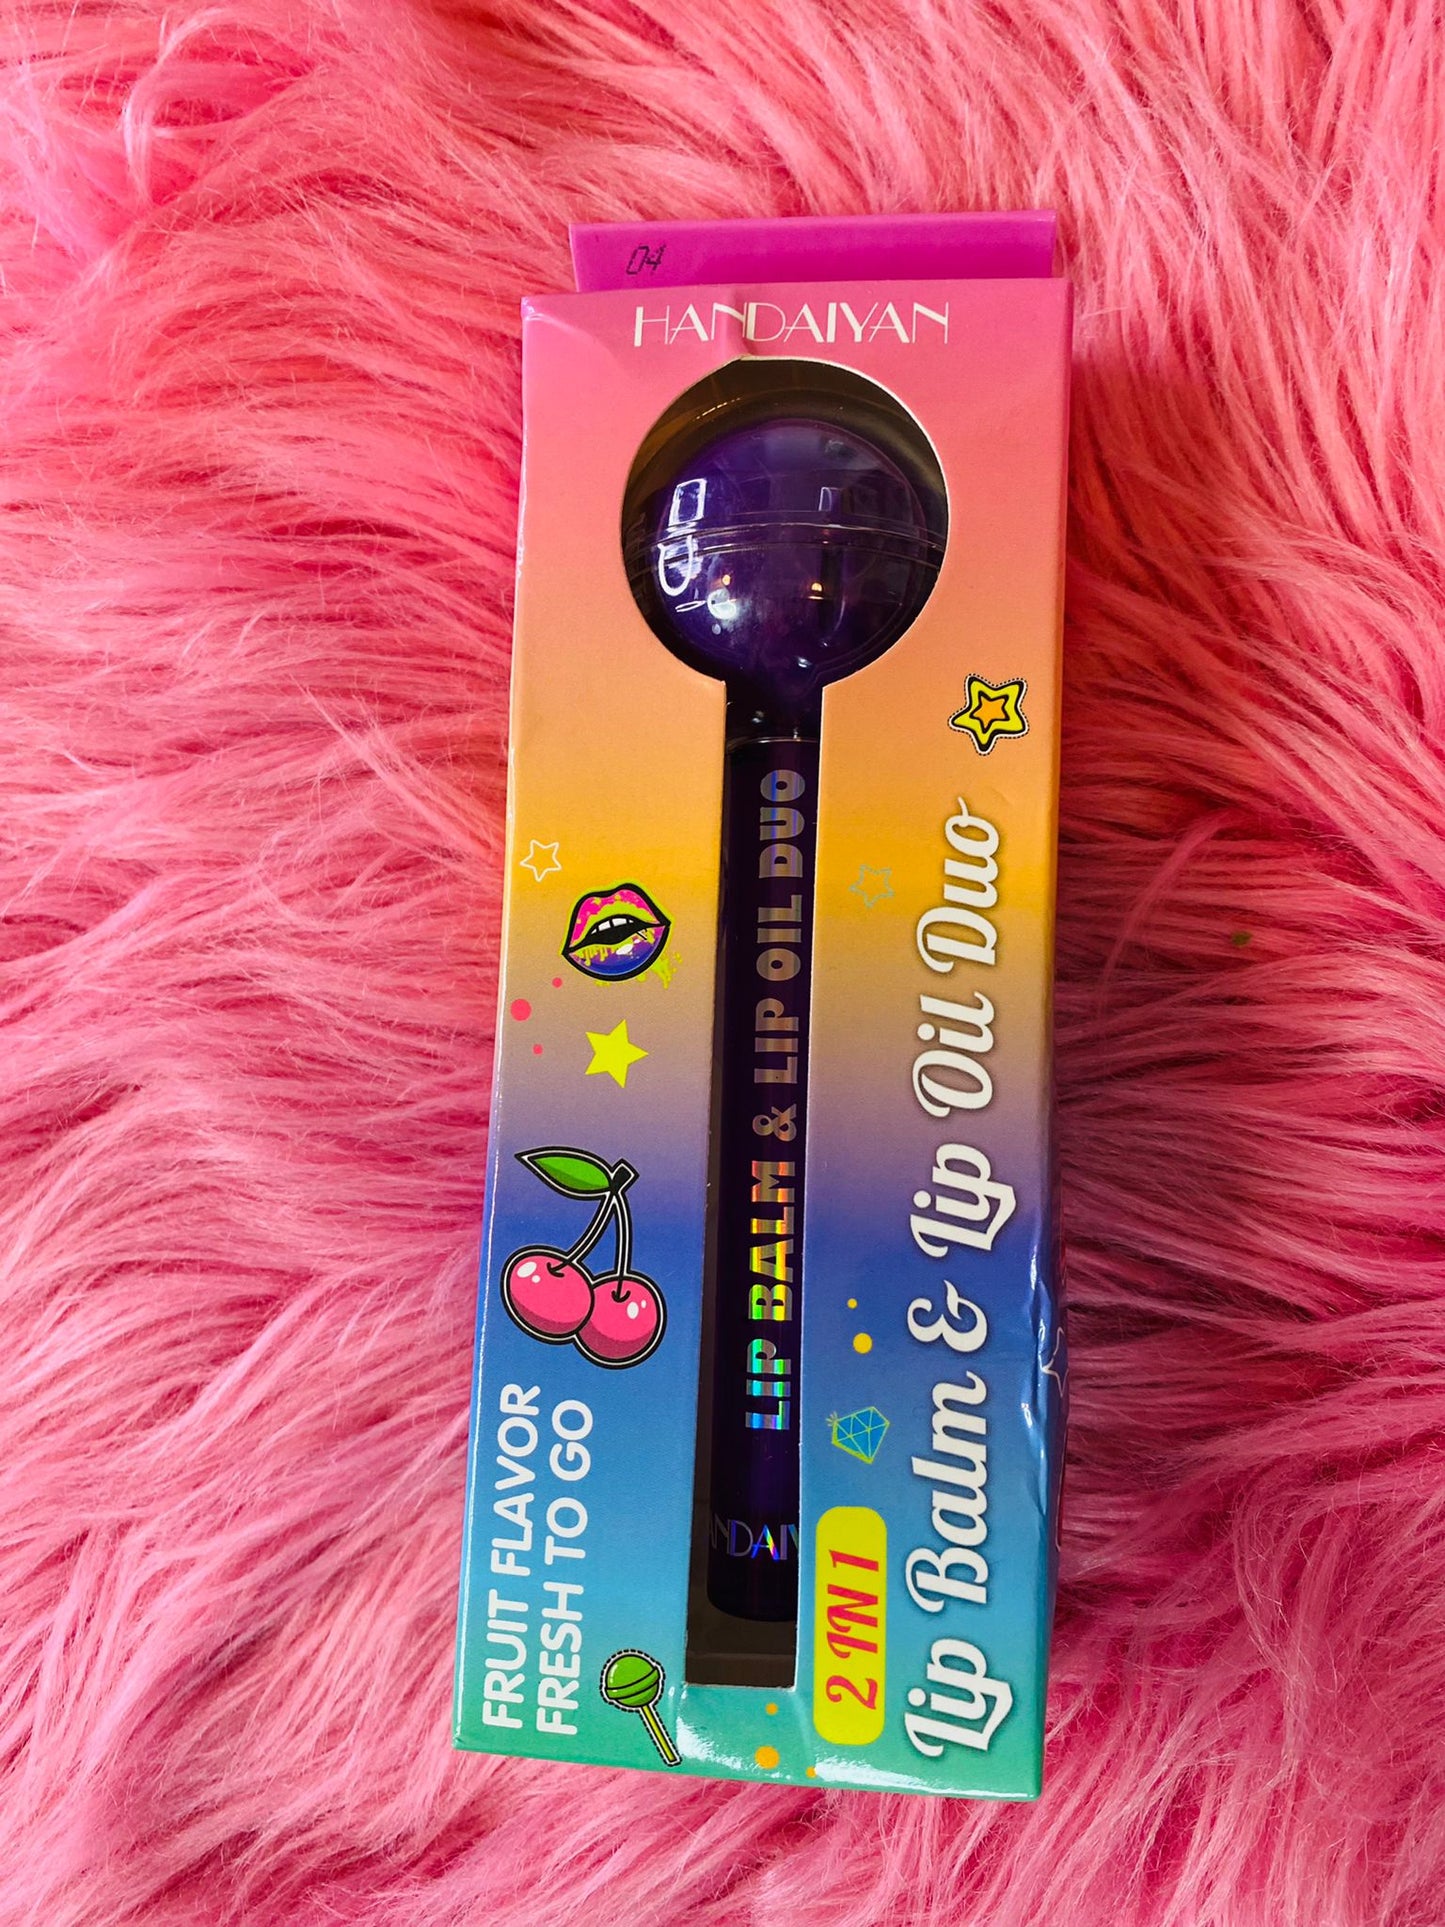 04
HANDAIYAN
LIP BALM & LIP OIL DUO
NDAIY
FRUIT FLAVOR
FRESH TO GO
2 IN 1
Lip Balm & Lip Oil Duo